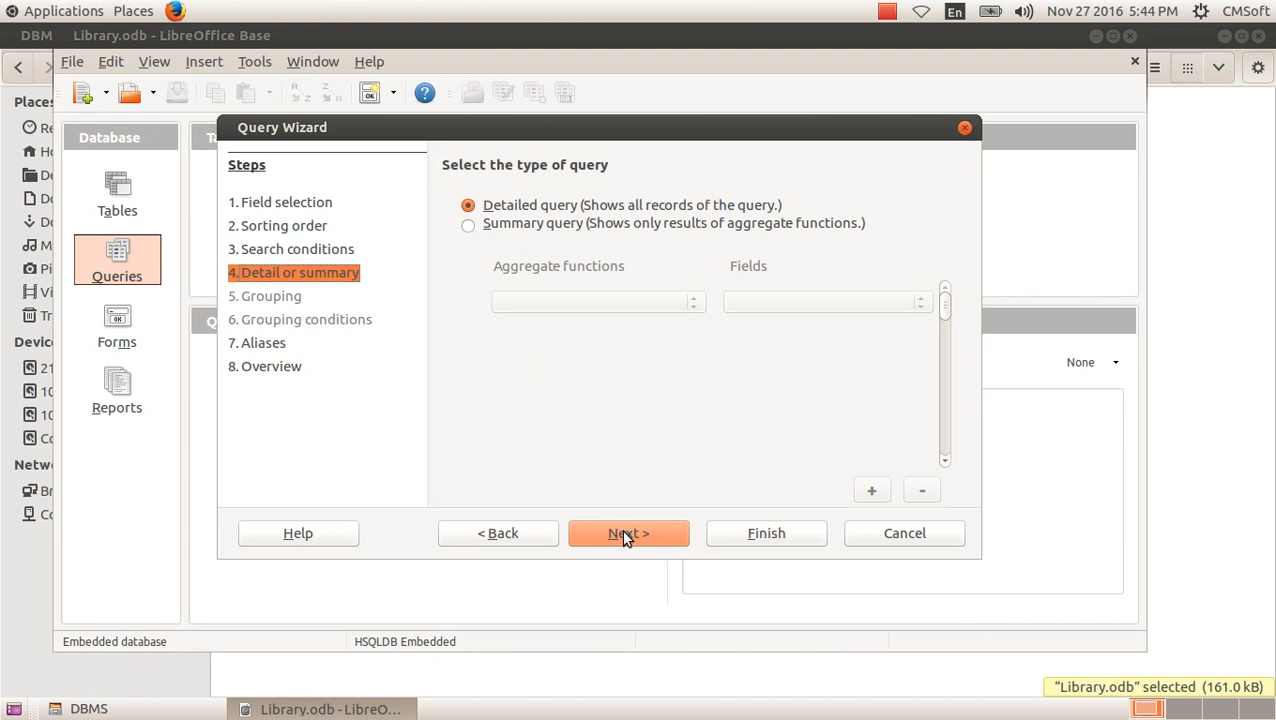 Applications Places En Nov 27 2016 5:44 PM CMSoft
DBM Library.odb - LibreOffice Base
File Edit View Insert Tools Window Help
Places
Database
Query Wizard
Steps
Select the type of query
1. Field selection
Detailed query (Shows all records of the query.)
Tables
2. Sorting order
Summary query (Shows only results of aggregate functions.)
3. Search conditions
Queries
4. Detail or summary
Aggregate functions Fields
5. Grouping
6. Grouping conditions
Forms
7. Aliases
8. Overview
None
Reports
+ -
Help < Back Next > Finish Cancel
Embedded database HSQLDB Embedded
"Library.odb" selected (161.0 kB)
DBMS Library.odb - LibreO...